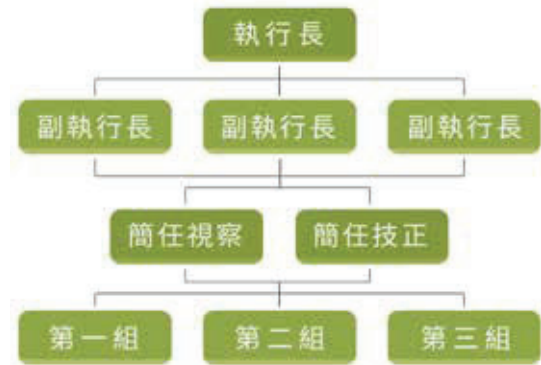 執行長
副執行長 副執行長 副執行長
簡任視察 簡任技正
第一組 第二組 第三組